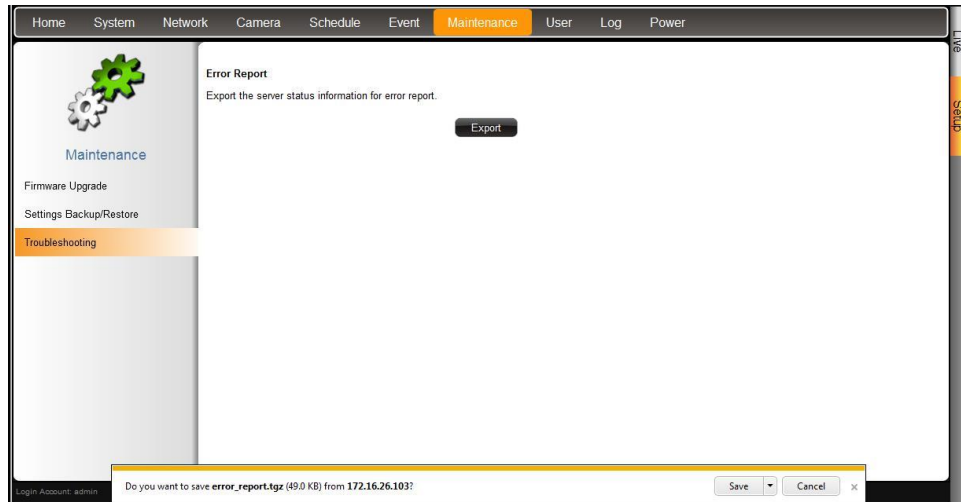 Home System Network Camera Schedule Event Maintenance User Log Power
Live
Setup
Maintenance
Firmware Upgrade
Settings Backup/Restore
Troubleshooting
Error Report
Export the server status information for error report.
Export
Login Account: admin
Do you want to save error_report.tgz (49.0 KB) from 172.16.26.103?
Save Cancel ×